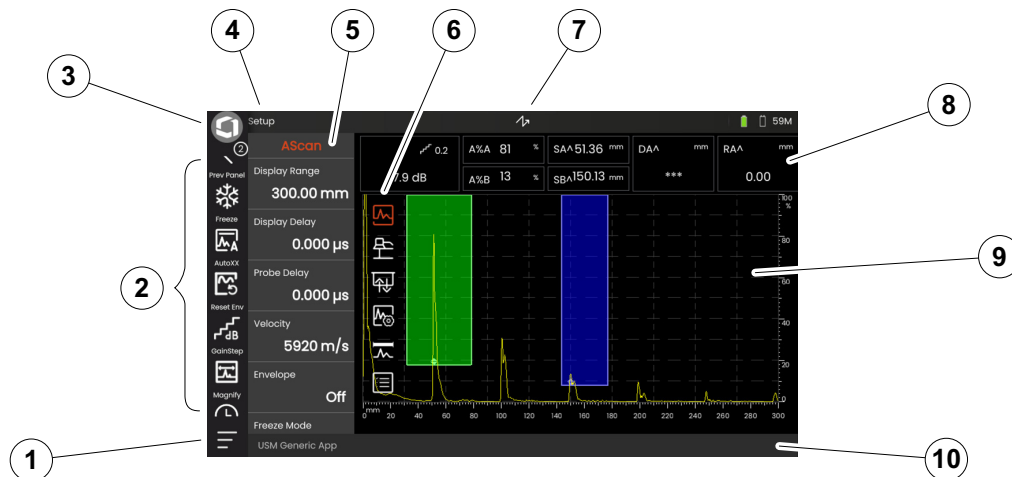 4
5
6
7
3
8
Setup
59M
2
AScan
0.2
A%A 81 %
SA^51.36 mm
DA^ mm
RA^ mm
7.9 dB
A%B 13 %
SB^150.13 mm
***
0.00
Prev Panel
Display Range
300.00 mm
Freeze
Display Delay
0.000 µs
AutoXX
Probe Delay
0.000 µs
Reset Env
Velocity
5920 m/s
dB
GainStep
Envelope
Off
Magnify
Freeze Mode
USM Generic App
100
%
80
60
40
20
0
0 mm 20 40 60 80 100 120 140 160 180 200 220 240 260 280 300
2
9
1
10